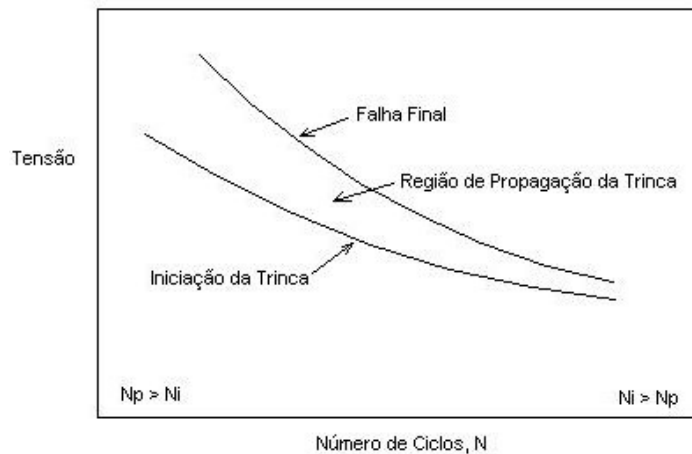 Falha Final
Tensão
Região de Propagação da Trinca
Iniciação da Trinca
Np > Ni
Ni > Np
Número de Ciclos, N